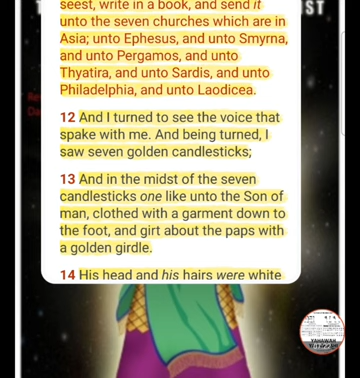 seest, write in a book, and send it
unto the seven churches which are in
Asia; unto Ephesus, and unto Smyrna,
and unto Pergamos, and unto
Thyatira, and unto Sardis, and unto
Philadelphia, and unto Laodicea.
12 And I turned to see the voice that
spake with me. And being turned, I
saw seven golden candlesticks;
13 And in the midst of the seven
candlesticks one like unto the Son of
man, clothed with a garment down to
the foot, and girt about the paps with
a golden girdle.
14 His head and his hairs were white